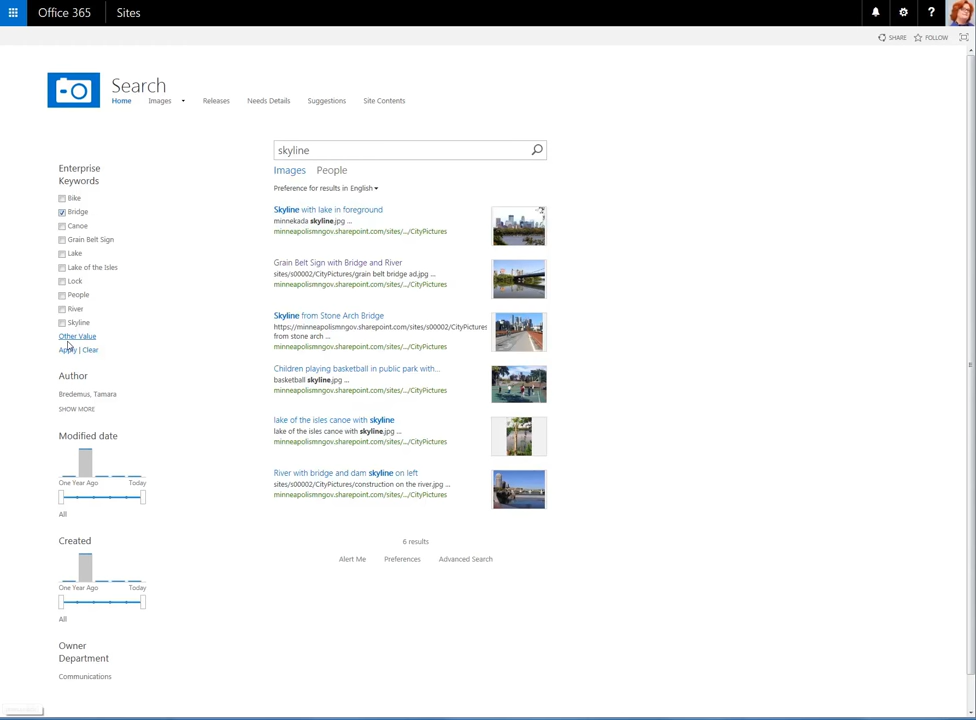 Office 365
Sites
?
SHARE
FOLLOW
Search
Home
Images
Releases
Needs Details
Suggestions
Site Contents
skyline
Images
People
Preference for results in English
Enterprise
Keywords
Bike
Bridge
Canoe
Grain Belt Sign
Lake
Lake of the Isles
Lock
People
River
Skyline
Other Value
Apply | Clear
Author
Bredemus, Tamara
SHOW MORE
Modified date
One Year Ago
Today
All
Created
One Year Ago
Today
All
Owner
Department
Communications
Skyline with lake in foreground
minnekada skyline.jpg ...
minneapolismngov.sharepoint.com/sites/.../CityPictures
Grain Belt Sign with Bridge and River
sites/s00002/CityPictures/grain belt bridge ad.jpg ...
minneapolismngov.sharepoint.com/sites/.../CityPictures
Skyline from Stone Arch Bridge
https://minneapolismngov.sharepoint.com/sites/s00002/CityPictures
from stone arch ...
minneapolismngov.sharepoint.com/sites/.../CityPictures
Children playing basketball in public park with...
basketball skyline.jpg ...
minneapolismngov.sharepoint.com/sites/.../CityPictures
lake of the isles canoe with skyline
lake of the isles canoe with skyline.jpg ...
minneapolismngov.sharepoint.com/sites/.../CityPictures
River with bridge and dam skyline on left
sites/s00002/CityPictures/construction on the river.jpg ...
minneapolismngov.sharepoint.com/sites/.../CityPictures
6 results
Alert Me
Preferences
Advanced Search